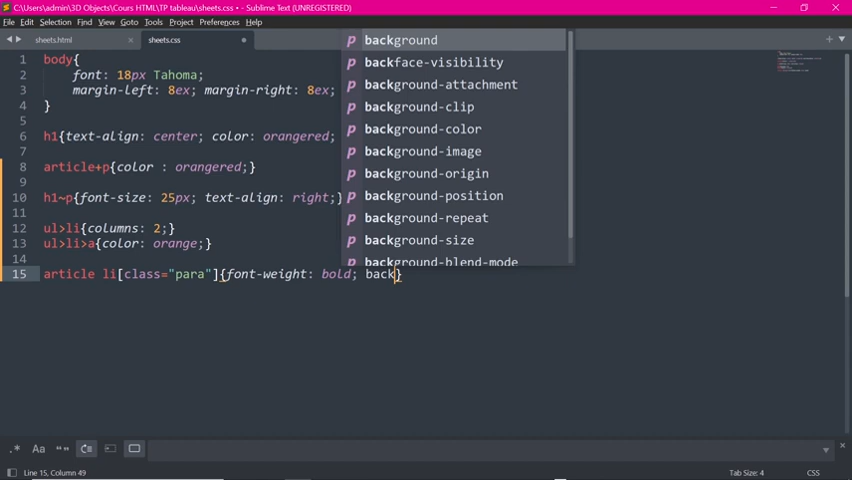 C:\Users\admin\3D Objects\Cours HTML\TP tableau\sheets.css • - Sublime Text (UNREGISTERED)
File Edit Selection Find View Goto Tools Project Preferences Help
sheets.html × sheets.css •
1 body{
2 font: 18px Tahoma;
3 margin-left: 8ex; margin-right: 8ex;
4 }
5
6 h1{text-align: center; color: orangered;
7
8 article+p{color : orangered;}
9
10 h1~p{font-size: 25px; text-align: right;}
11
12 ul>li{columns: 2;}
13 ul>li>a{color: orange;}
14
15 article li[class="para"]{font-weight: bold; back}
p background
p backface-visibility
p background-attachment
p background-clip
p background-color
p background-image
p background-origin
p background-position
p background-repeat
p background-size
p background-blend-mode
.* Aa “”
Line 15, Column 49 Tab Size: 4 CSS